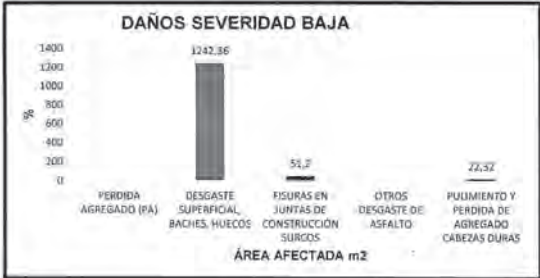 DAÑOS SEVERIDAD BAJA
%
1400
1200
1000
800
600
400
200
0
1242,36
51,2
22,32
PERDIDA AGREGADO (PA)
DESGASTE SUPERFICIAL, BACHES, HUECOS
FISURAS EN JUNTAS DE CONSTRUCCIÓN SURCOS
OTROS DESGASTE DE ASFALTO
PULIMIENTO Y PERDIDA DE AGREGADO CABEZAS DURAS
ÁREA AFECTADA m2